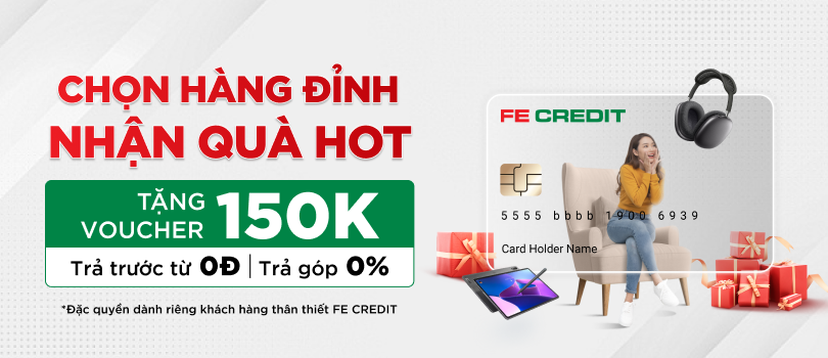 CHỌN HÀNG ĐỈNH
NHẬN QUÀ HOT
TẶNG
VOUCHER 150K
Trả trước từ 0Đ | Trả góp 0%
*Đặc quyền dành riêng khách hàng thân thiết FE CREDIT
FE CREDIT
5555 bbbb 1900 6939
Card Holder Name